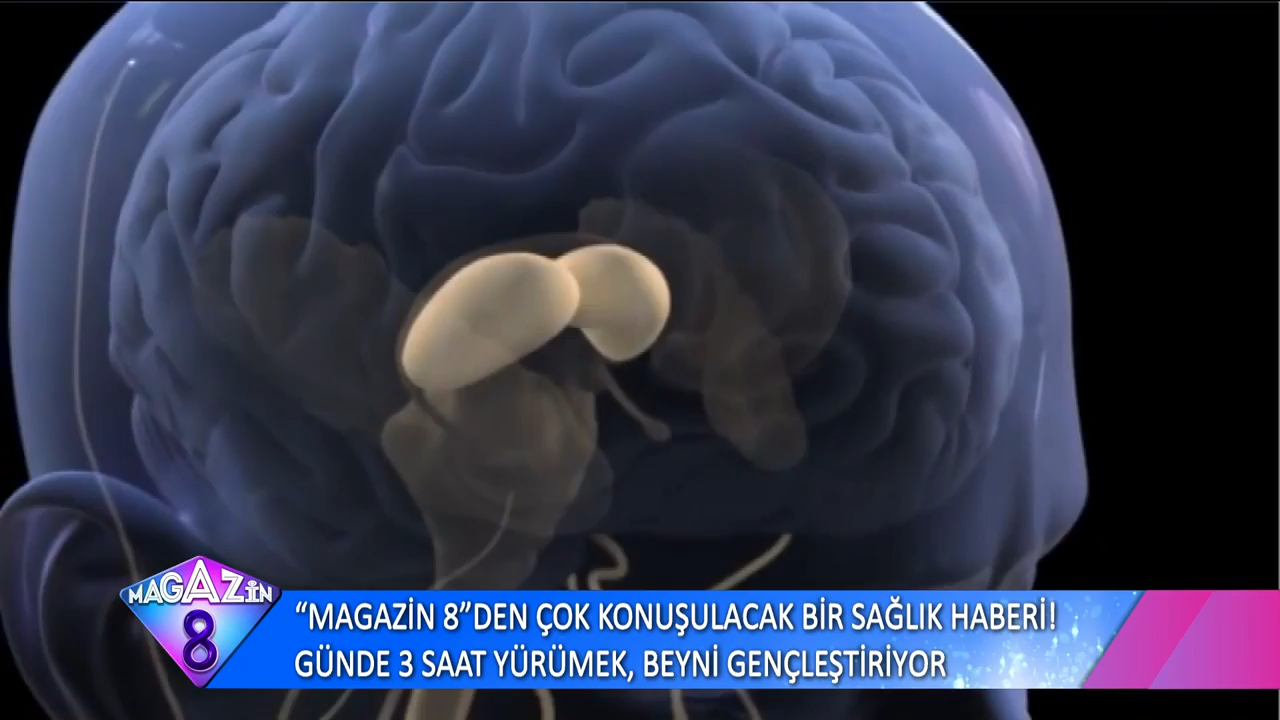 MAGAZİN
8
“MAGAZİN 8”DEN ÇOK KONUŞULACAK BİR SAĞLIK HABERİ!
GÜNDE 3 SAAT YÜRÜMEK, BEYNİ GENÇLEŞTİRİYOR